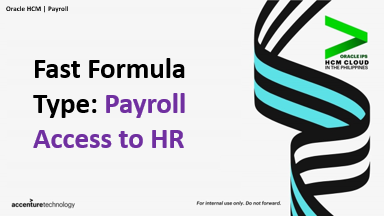 Oracle HCM | Payroll
ORACLE IPS
HCM CLOUD
IN THE PHILIPPINES
Fast Formula
Type: Payroll
Access to HR
accenturetechnology
For internal use only. Do not forward.